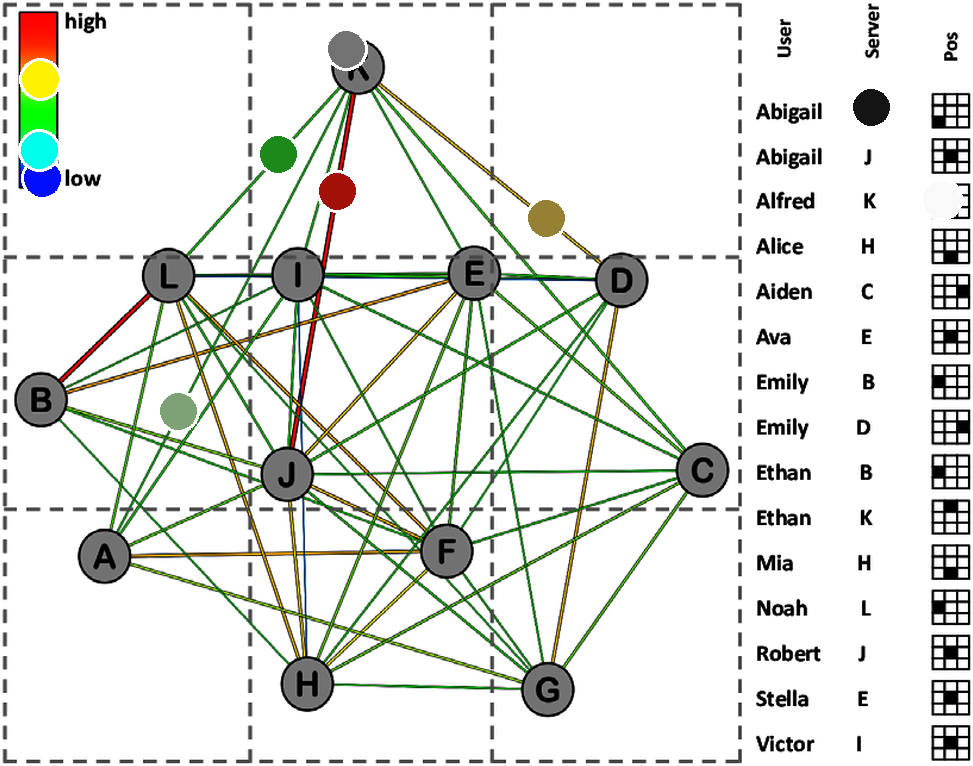 high
low
K
L
I
E
D
B
J
C
A
F
H
G
User Server Pos
Abigail
Abigail J
Alfred K
Alice H
Aiden C
Ava E
Emily B
Emily D
Ethan B
Ethan K
Mia H
Noah L
Robert J
Stella E
Victor I